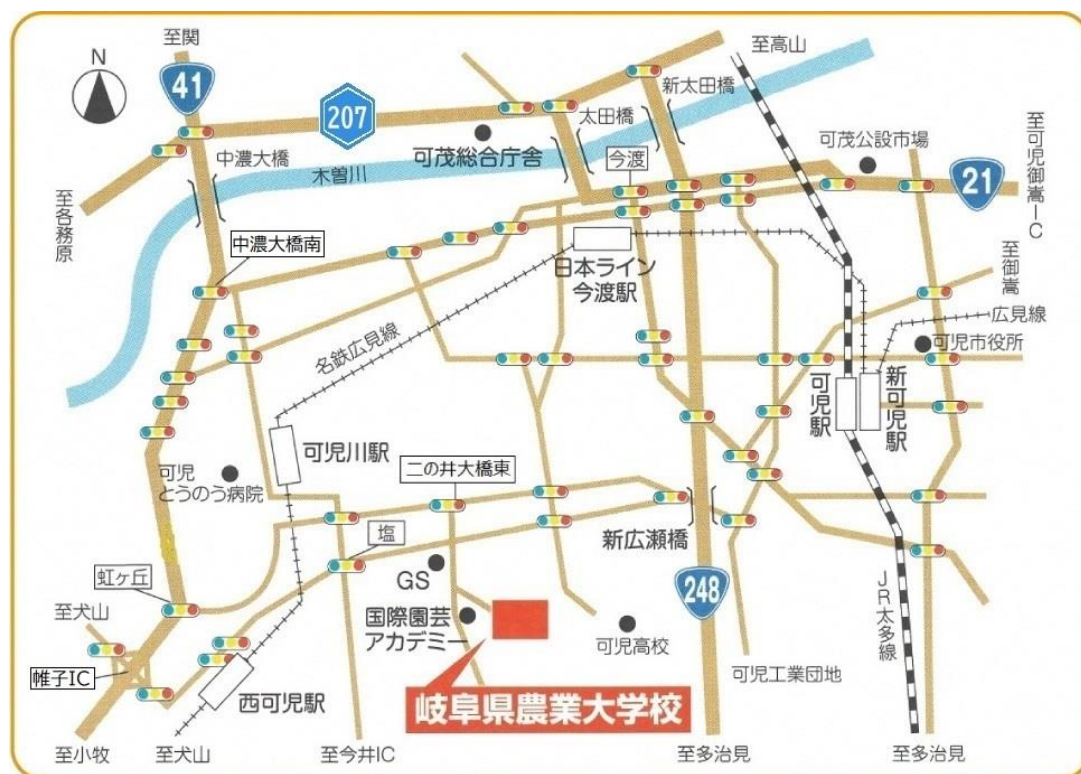 至関
N
41
207
至高山
新太田橋
太田橋
可茂総合庁舎
可茂公設市場
至可児御嵩IC
中濃大橋
木曽川
今渡
21
至各務原
中濃大橋南
日本ライン
今渡駅
至御嵩
広見線
可児市役所
名鉄広見線
可児駅
新可児駅
可児川駅
二の井大橋東
可児
とうのう病院
塩
新広瀬橋
GS
虹ヶ丘
248
至犬山
国際園芸
アカデミー
可児高校
JR太多線
帷子IC
可児工業団地
西可児駅
岐阜県農業大学校
至小牧
至犬山
至今井IC
至多治見
至多治見